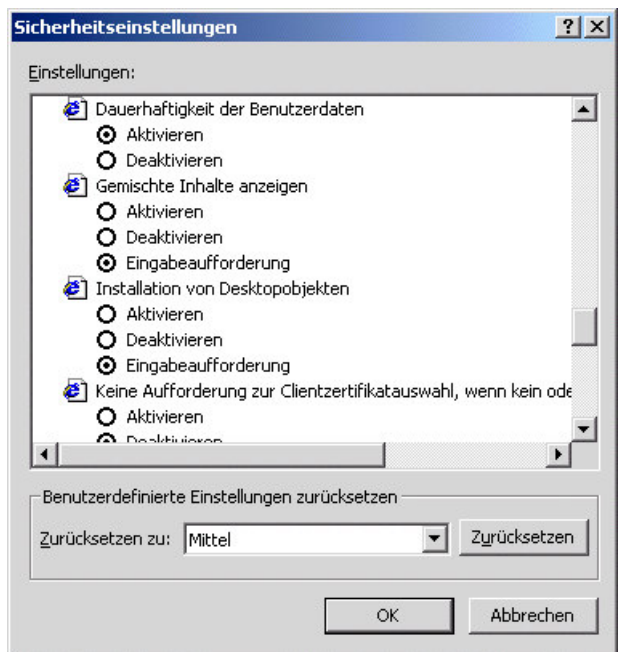 Sicherheitseinstellungen
Einstellungen:
Dauerhaftigkeit der Benutzerdaten
Aktivieren
Deaktivieren
Gemischte Inhalte anzeigen
Aktivieren
Deaktivieren
Eingabeaufforderung
Installation von Desktopobjekten
Aktivieren
Deaktivieren
Eingabeaufforderung
Keine Aufforderung zur Clientzertifikatauswahl, wenn kein ode
Aktivieren
Deaktivieren
Benutzerdefinierte Einstellungen zurücksetzen
Zurücksetzen zu: Mittel Zurücksetzen
OK Abbrechen